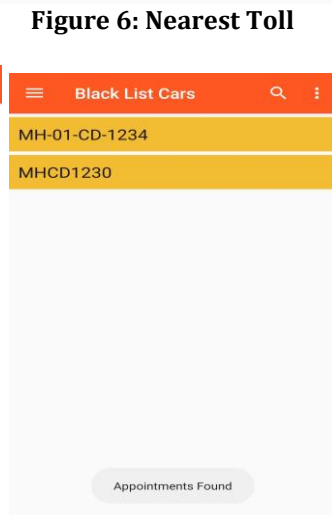 Figure 6: Nearest Toll
Black List Cars
MH-01-CD-1234
MHCD1230
Appointments Found